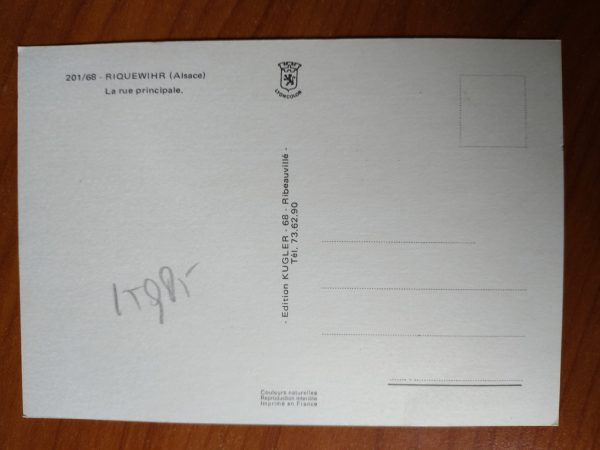 201/68 - RIQUEWIHR (Alsace)
La rue principale.
LYONCOLOR
- Edition KUGLER - 68 - Ribeauvillé -
Tél. 73.62.90
Couleurs naturelles
Reproduction interdite
Imprimé en France